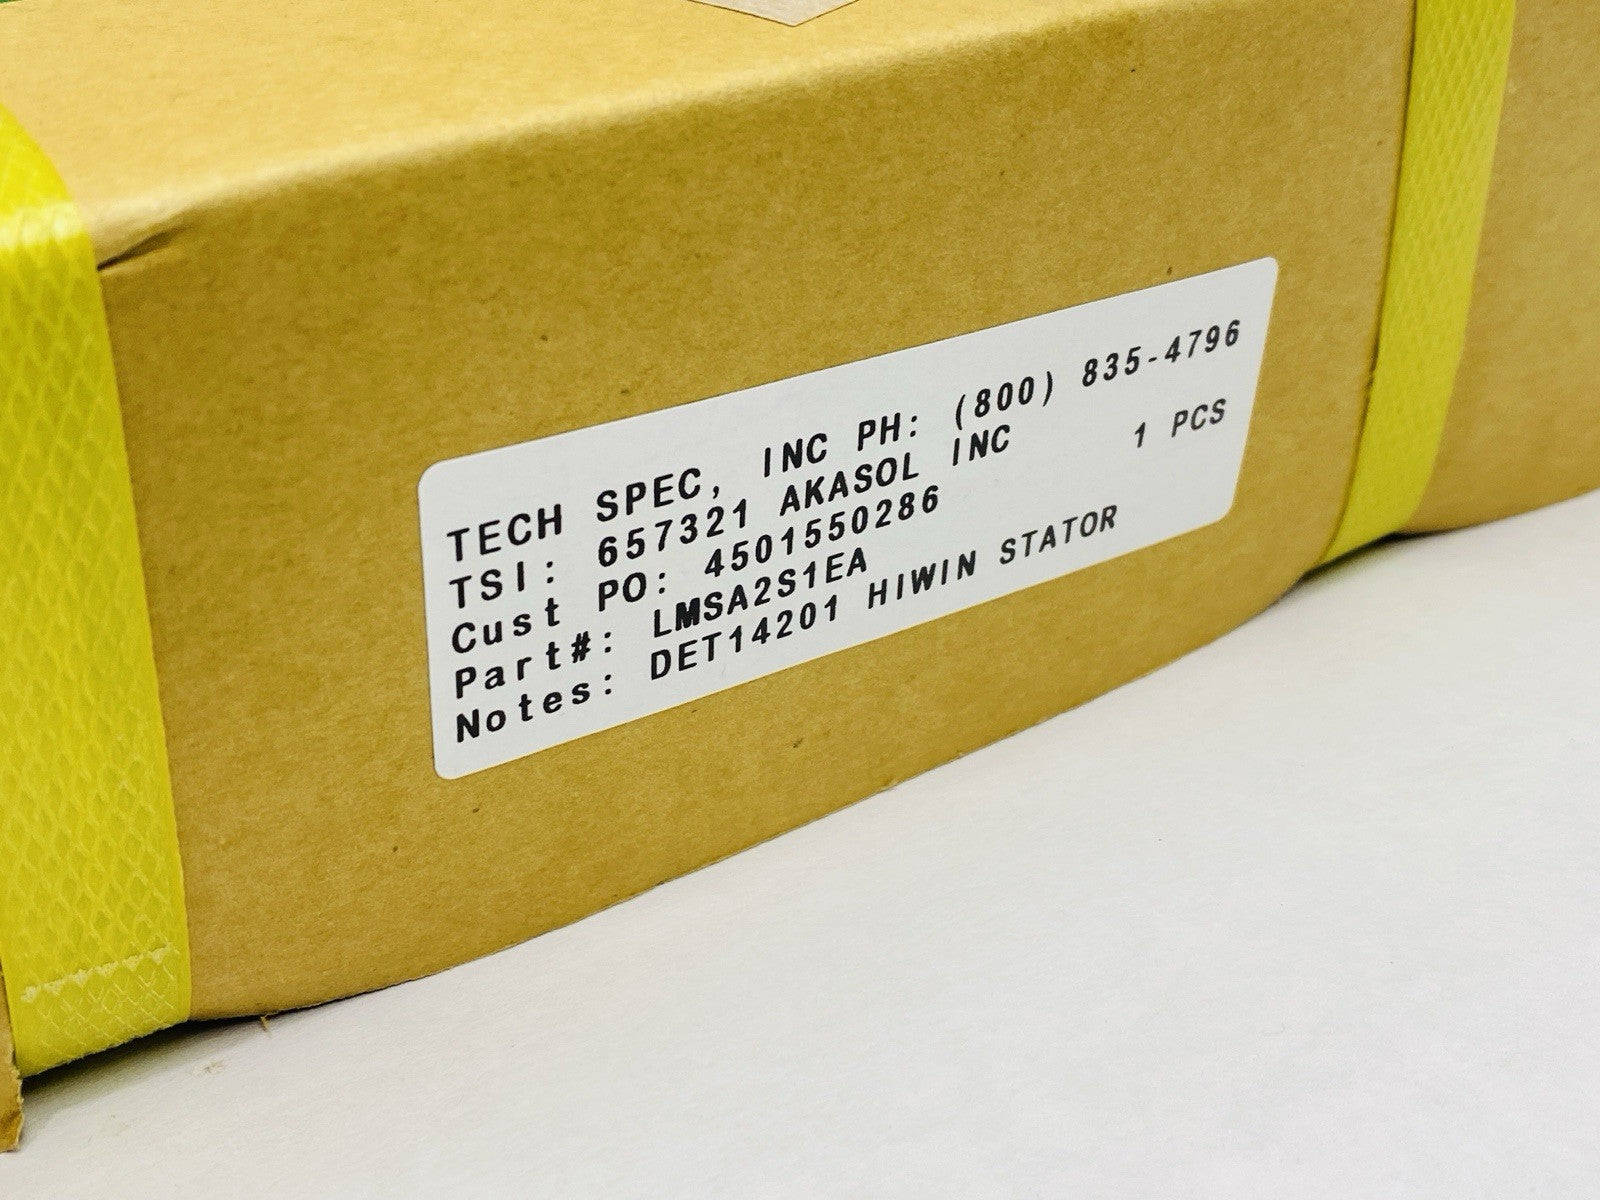 TECH SPEC, INC PH: (800) 835-4796
TSI: 657321 AKASOL INC 1 PCS
Cust PO: 4501550286
Part#: LMSA2S1EA
Notes: DET14201 HIWIN STATOR